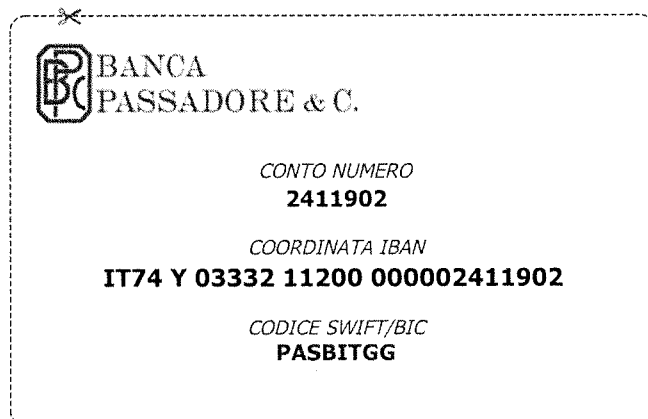 BANCA
PASSADORE & C.
CONTO NUMERO
2411902
COORDINATA IBAN
IT74 Y 03332 11200 000002411902
CODICE SWIFT/BIC
PASBITGG